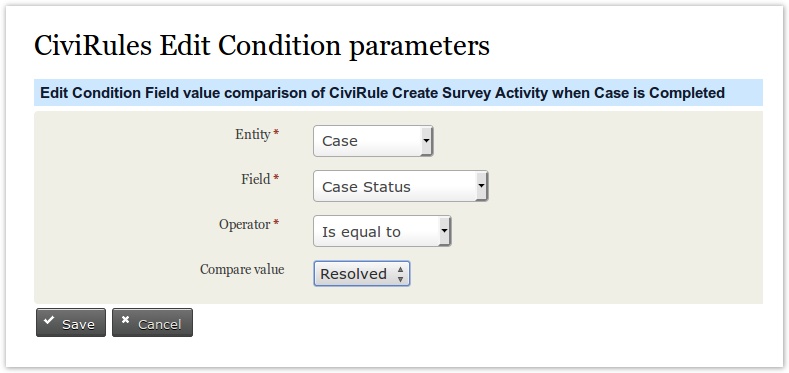 CiviRules Edit Condition parameters
Edit Condition Field value comparison of CiviRule Create Survey Activity when Case is Completed
Entity * Case
Field * Case Status
Operator * Is equal to
Compare value Resolved
Save Cancel